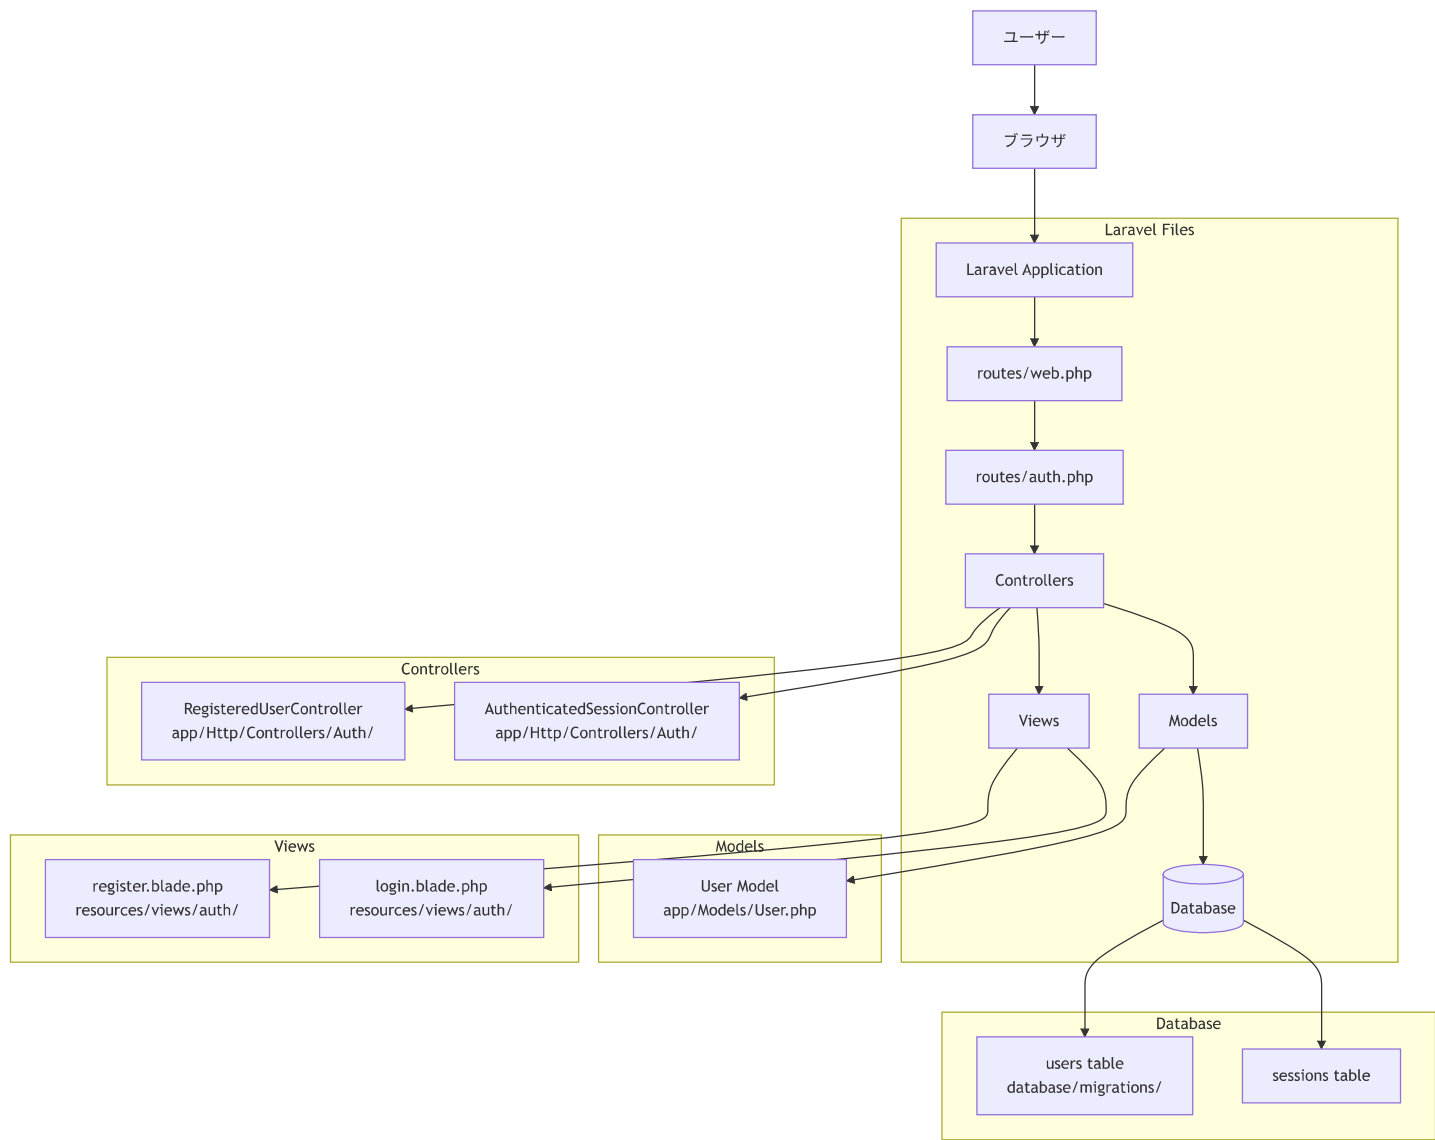 ユーザー
ブラウザ
Laravel Files
Laravel Application
routes/web.php
routes/auth.php
Controllers
Controllers
RegisteredUserController
app/Http/Controllers/Auth/
AuthenticatedSessionController
app/Http/Controllers/Auth/
Views
Models
Views
register.blade.php
resources/views/auth/
login.blade.php
resources/views/auth/
Models
User Model
app/Models/User.php
Database
Database
users table
database/migrations/
sessions table